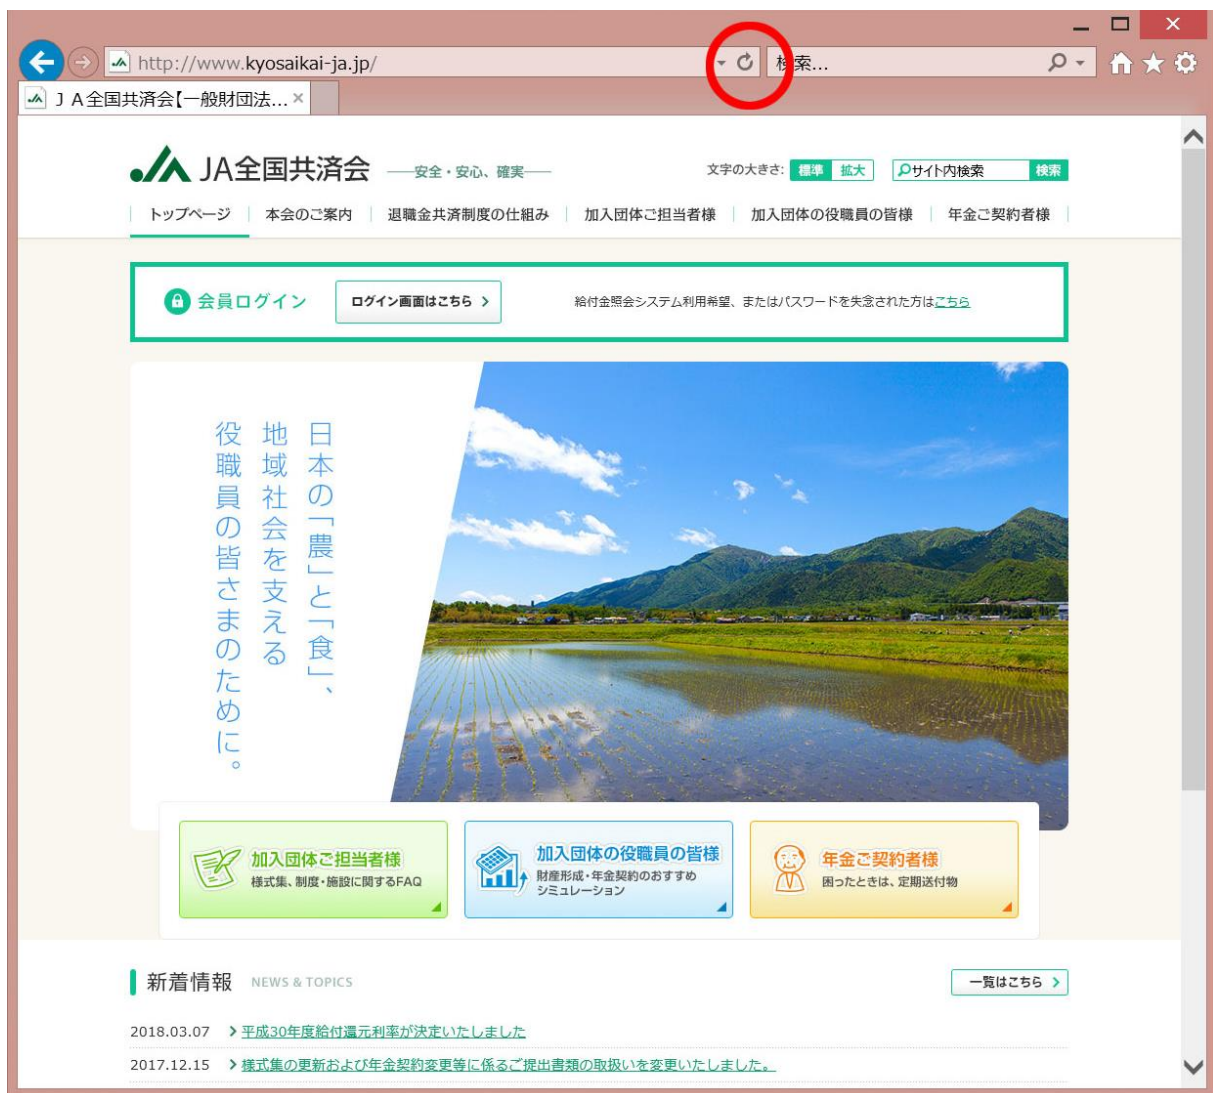 http://www.kyosaikai-ja.jp/
検索...
ＪＡ全国共済会【一般財団法...
JA全国共済会 ――安全・安心、確実――
文字の大きさ: 標準 拡大 サイト内検索 検索
トップページ 本会のご案内 退職金共済制度の仕組み 加入団体ご担当者様 加入団体の役職員の皆様 年金ご契約者様
会員ログイン ログイン画面はこちら 給付金照会システム利用希望、またはパスワードを失念された方はこちら
日本の「農」と「食」、
地域社会を支える
役職員の皆さまのために。
加入団体ご担当者様
様式集、制度・施設に関するFAQ
加入団体の役職員の皆様
財産形成・年金契約のおすすめ
シミュレーション
年金ご契約者様
困ったときは、定期送付物
新着情報 NEWS & TOPICS 一覧はこちら
2018.03.07 平成30年度給付還元利率が決定いたしました
2017.12.15 様式集の更新および年金契約変更等に係るご提出書類の取扱いを変更いたしました。